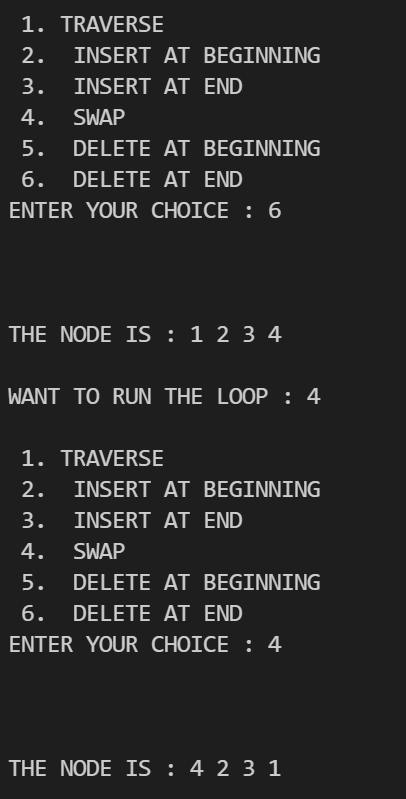 1. TRAVERSE
2.  INSERT AT BEGINNING
3.  INSERT AT END
4.  SWAP
5.  DELETE AT BEGINNING
6.  DELETE AT END
ENTER YOUR CHOICE : 6
THE NODE IS : 1 2 3 4
WANT TO RUN THE LOOP : 4
1. TRAVERSE
2.  INSERT AT BEGINNING
3.  INSERT AT END
4.  SWAP
5.  DELETE AT BEGINNING
6.  DELETE AT END
ENTER YOUR CHOICE : 4
THE NODE IS : 4 2 3 1